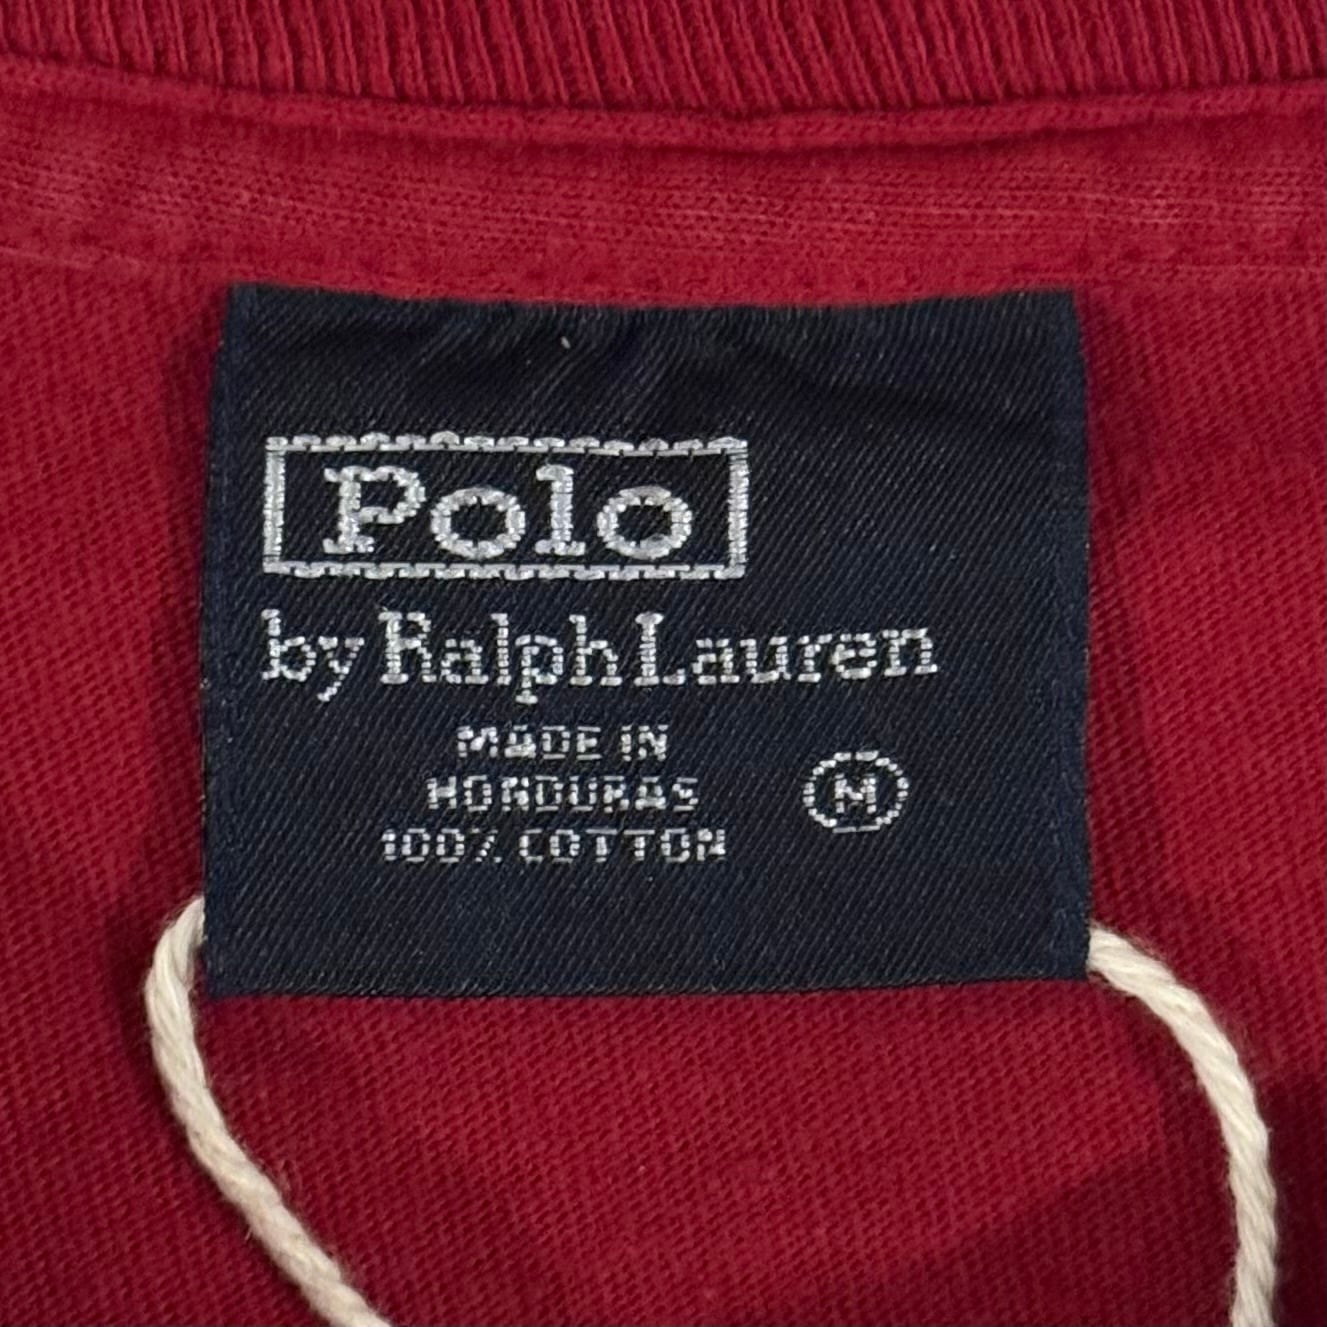 Polo
by Ralph Lauren
MADE IN
HONDURAS
100% COTTON
M